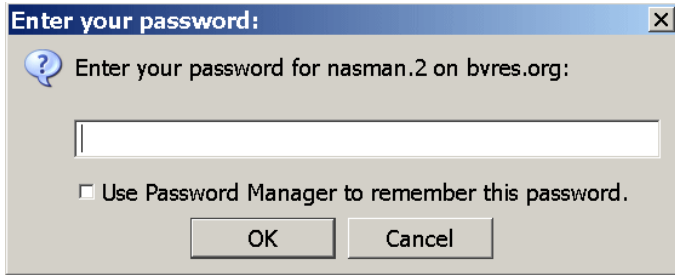 Enter your password:
Enter your password for nasman.2 on bvres.org:
Use Password Manager to remember this password.
OK Cancel